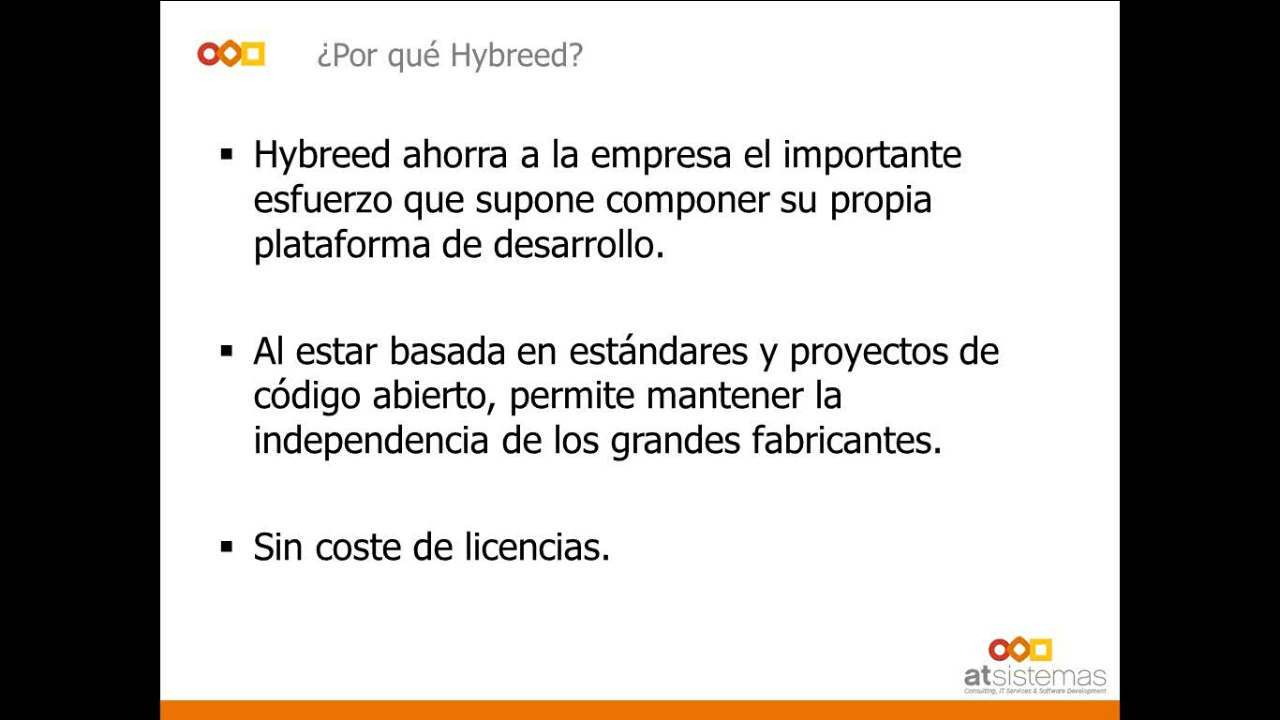 ¿Por qué Hybreed?
▪ Hybreed ahorra a la empresa el importante
esfuerzo que supone componer su propia
plataforma de desarrollo.
▪ Al estar basada en estándares y proyectos de
código abierto, permite mantener la
independencia de los grandes fabricantes.
▪ Sin coste de licencias.
atsistemas
Consulting, IT Services & Software Development